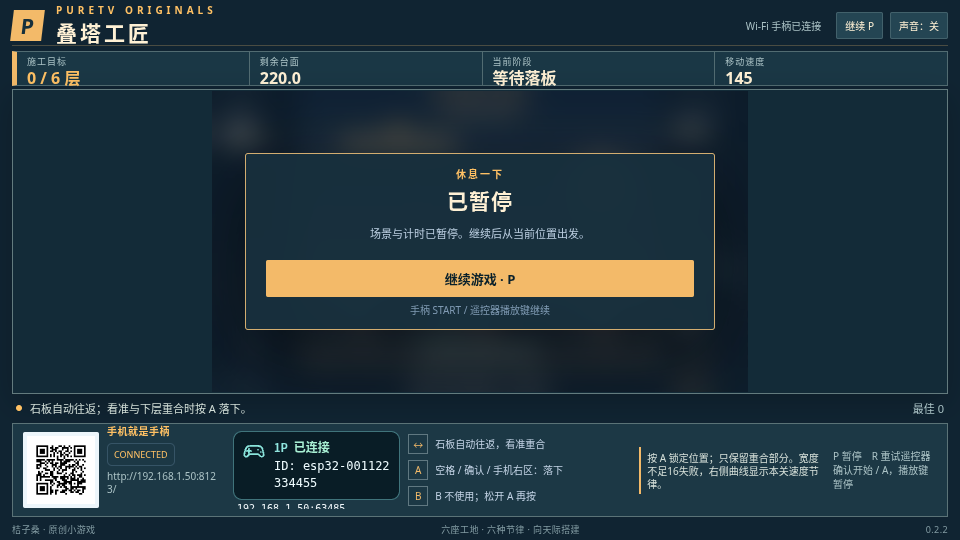 P
PURETV ORIGINALS
叠塔工匠
Wi-Fi 手柄已连接
继续 P
声音：关
施工目标
0 / 6 层
剩余台面
220.0
当前阶段
等待落板
移动速度
145
休息一下
已暂停
场景与计时已暂停。继续后从当前位置出发。
继续游戏 · P
手柄 START / 遥控器播放键继续
石板自动往返；看准与下层重合时按 A 落下。
最佳 0
手机就是手柄
CONNECTED
http://192.168.1.50:812
3/
1P 已连接
ID: esp32-001122
334455
192.168.1.50:63485
↔ 石板自动往返，看准重合
A 空格 / 确认 / 手机右区：落下
B B 不使用；松开 A 再按
按 A 锁定位置；只保留重合部分。宽度
不足16失败，右侧曲线显示本关速度节
律。
P 暂停 R 重试遥控器
确认开始 / A，播放键
暂停
桔子桑 · 原创小游戏
六座工地 · 六种节律 · 向天际搭建
0.2.2